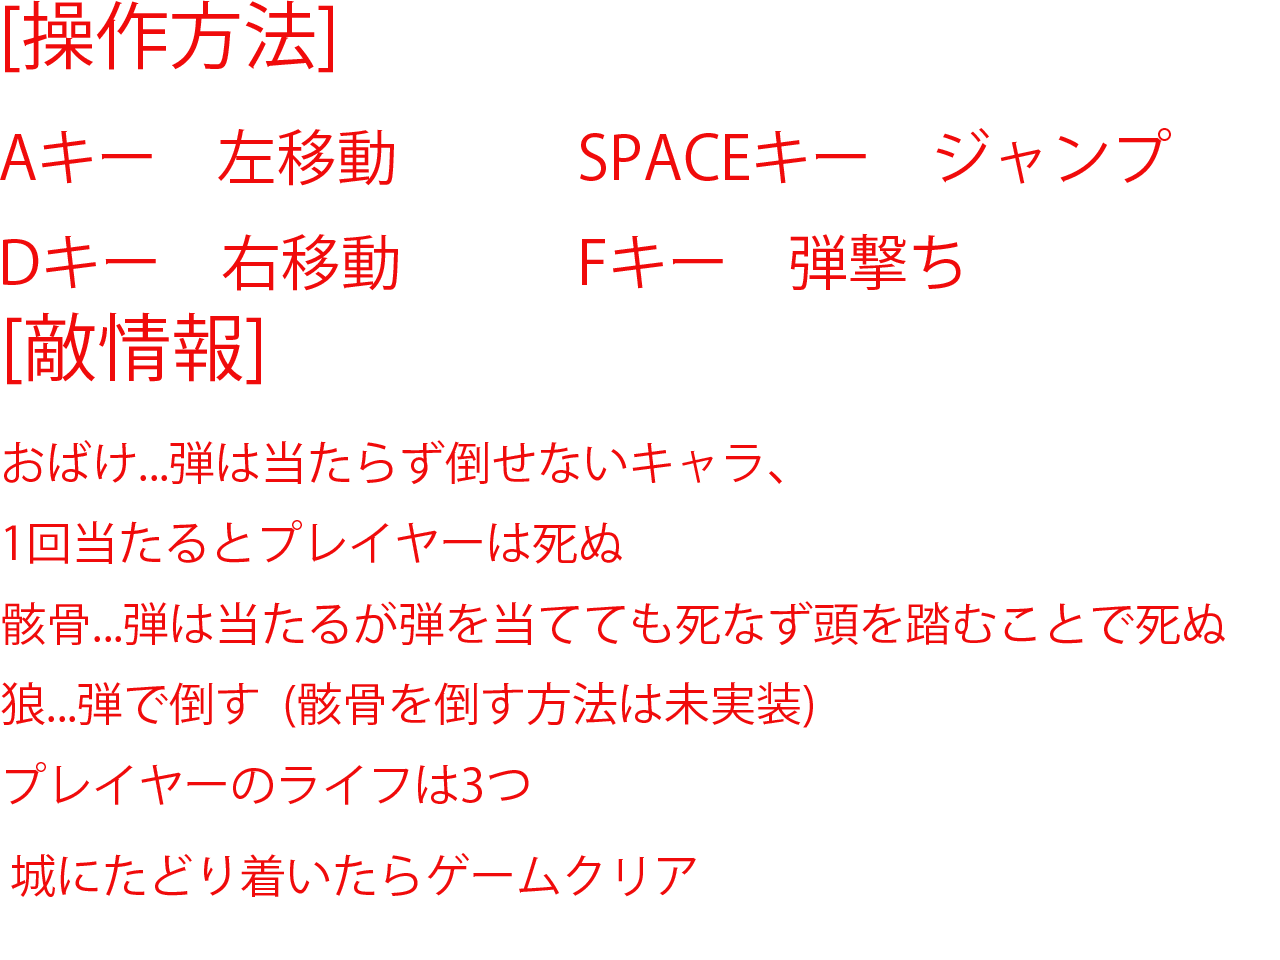 [操作方法]
Aキー　左移動　　　SPACEキー　ジャンプ
Dキー　右移動　　　Fキー　弾撃ち
[敵情報]
おばけ...弾は当たらず倒せないキャラ、
1回当たるとプレイヤーは死ぬ
骸骨...弾は当たるが弾を当てても死なず頭を踏むことで死ぬ
狼...弾で倒す (骸骨を倒す方法は未実装)
プレイヤーのライフは3つ
城にたどり着いたらゲームクリア